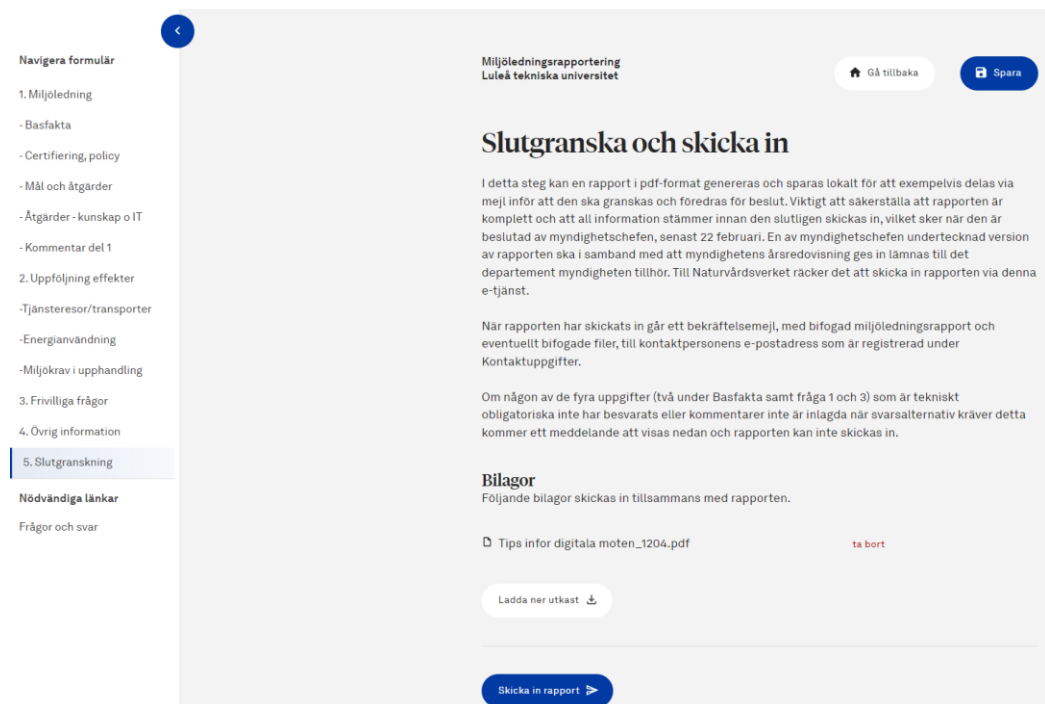 Navigera formulär
1. Miljöledning
- Basfakta
- Certifiering, policy
- Mål och åtgärder
- Åtgärder - kunskap o IT
- Kommentar del 1
2. Uppföljning effekter
-Tjänsteresor/transporter
-Energianvändning
-Miljökrav i upphandling
3. Frivilliga frågor
4. Övrig information
5. Slutgranskning
Nödvändiga länkar
Frågor och svar
Miljöledningsrapportering
Luleå tekniska universitet
Gå tillbaka
Spara
Slutgranska och skicka in
I detta steg kan en rapport i pdf-format genereras och sparas lokalt för att exempelvis delas via
mejl inför att den ska granskas och föredras för beslut. Viktigt att säkerställa att rapporten är
komplett och att all information stämmer innan den slutligen skickas in, vilket sker när den är
beslutad av myndighetschefen, senast 22 februari. En av myndighetschefen undertecknad version
av rapporten ska i samband med att myndighetens årsredovisning ges in lämnas till det
departement myndigheten tillhör. Till Naturvårdsverket räcker det att skicka in rapporten via denna
e-tjänst.
När rapporten har skickats in går ett bekräftelsemejl, med bifogad miljöledningsrapport och
eventuellt bifogade filer, till kontaktpersonens e-postadress som är registrerad under
Kontaktuppgifter.
Om någon av de fyra uppgifter (två under Basfakta samt fråga 1 och 3) som är tekniskt
obligatoriska inte har besvarats eller kommentarer inte är inlagda när svarsalternativ kräver detta
kommer ett meddelande att visas nedan och rapporten kan inte skickas in.
Bilagor
Följande bilagor skickas in tillsammans med rapporten.
Tips infor digitala moten_1204.pdf
ta bort
Ladda ner utkast
Skicka in rapport